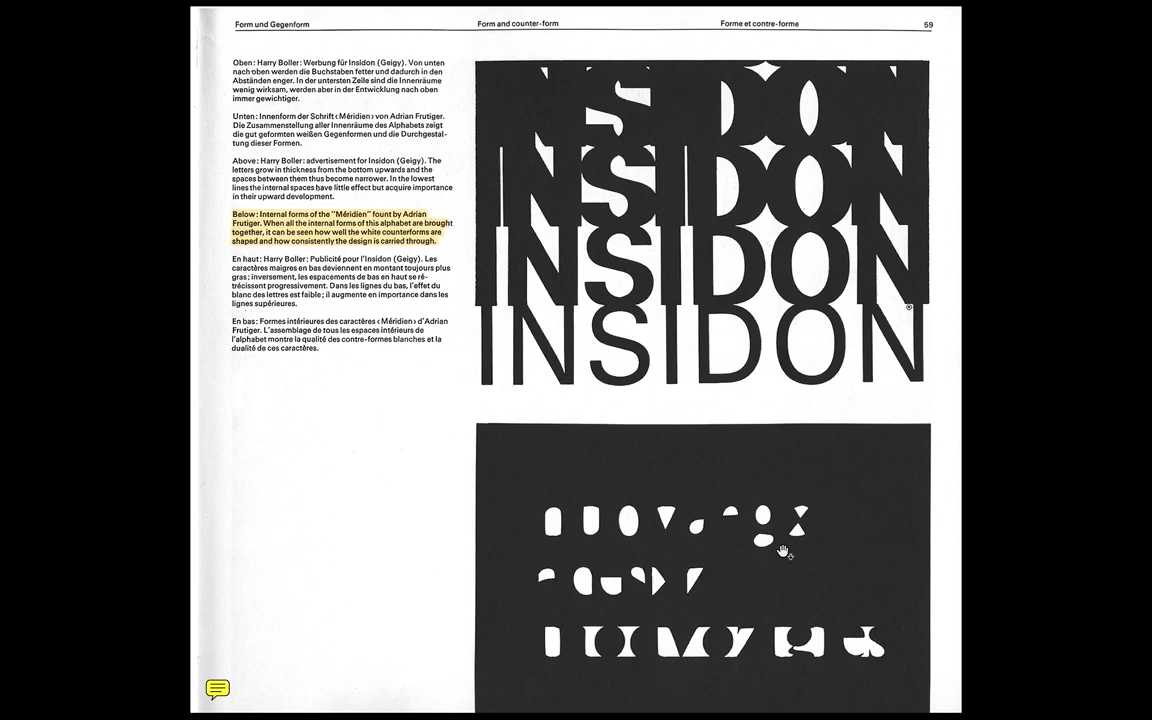 Form und Gegenform
Form and counter-form
Forme et contre-forme
59
Oben: Harry Boller: Werbung für Insidon (Geigy). Von unten
nach oben werden die Buchstaben fetter und dadurch in den
Abständen enger. In der untersten Zeile sind die Innenräume
wenig wirksam, werden aber in der Entwicklung nach oben
immer gewichtiger.
Unten: Innenform der Schrift ‹Méridien› von Adrian Frutiger.
Die Zusammenstellung aller Innenräume des Alphabets zeigt
die gut geformten weißen Gegenformen und die Durchgestal-
tung dieser Formen.
Above: Harry Boller: advertisement for Insidon (Geigy). The
letters grow in thickness from the bottom upwards and the
spaces between them thus become narrower. In the lowest
lines the internal spaces have little effect but acquire importance
in their upward development.
Below: Internal forms of the "Méridien" fount by Adrian
Frutiger. When all the internal forms of this alphabet are brought
together, it can be seen how well the white counterforms are
shaped and how consistently the design is carried through.
En haut: Harry Boller: Publicité pour l'Insidon (Geigy). Les
caractères maigres en bas deviennent en montant toujours plus
gras; inversement, les espacements de bas en haut se ré-
trécissent progressivement. Dans les lignes du bas, l'effet du
blanc des lettres est faible; il augmente en importance dans les
lignes supérieures.
En bas: Formes intérieures des caractères ‹Méridien› d'Adrian
Frutiger. L'assemblage de tous les espaces intérieurs de
l'alphabet montre la qualité des contre-formes blanches et la
dualité de ces caractères.
INSIDON
INSIDON
INSIDON
®
INSIDON